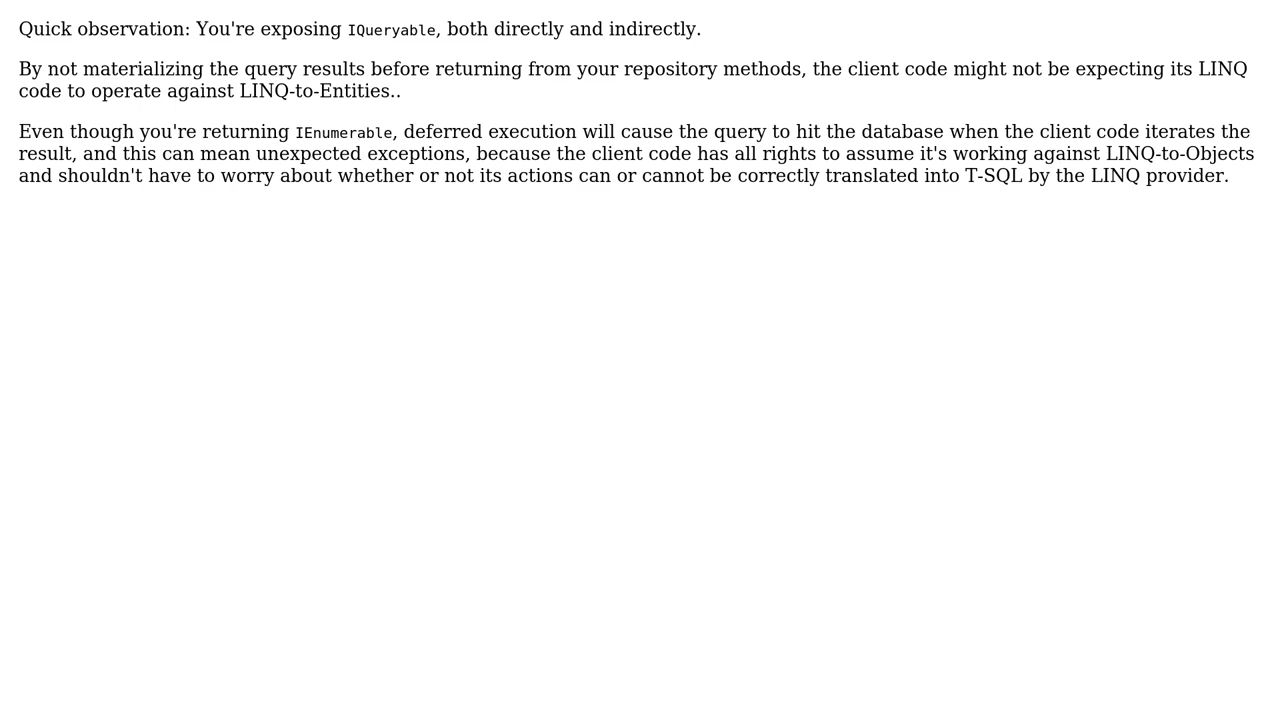 Quick observation: You're exposing IQueryable, both directly and indirectly.
By not materializing the query results before returning from your repository methods, the client code might not be expecting its LINQ
code to operate against LINQ-to-Entities..
Even though you're returning IEnumerable, deferred execution will cause the query to hit the database when the client code iterates the
result, and this can mean unexpected exceptions, because the client code has all rights to assume it's working against LINQ-to-Objects
and shouldn't have to worry about whether or not its actions can or cannot be correctly translated into T-SQL by the LINQ provider.